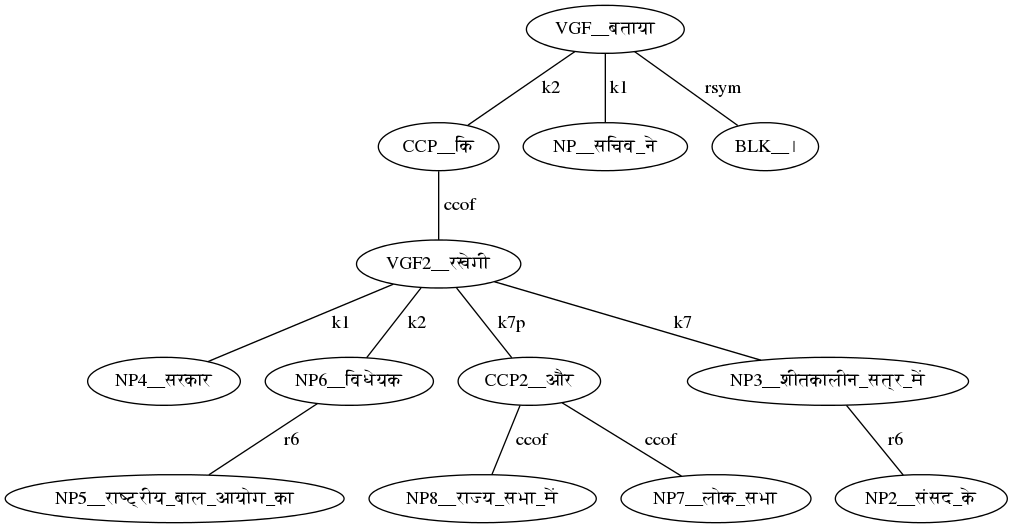 VGF__बताया
k2 k1 rsym
CCP__कि NP__सचिव_ने BLK__।
ccof
VGF2__रखेगी
k1 k2 k7p k7
NP4__सरकार NP6__विधेयक CCP2__और NP3__शीतकालीन_सत्र_में
r6 ccof ccof r6
NP5__राष्ट्रीय_बाल_आयोग_का NP8__राज्य_सभा_में NP7__लोक_सभा NP2__संसद_के